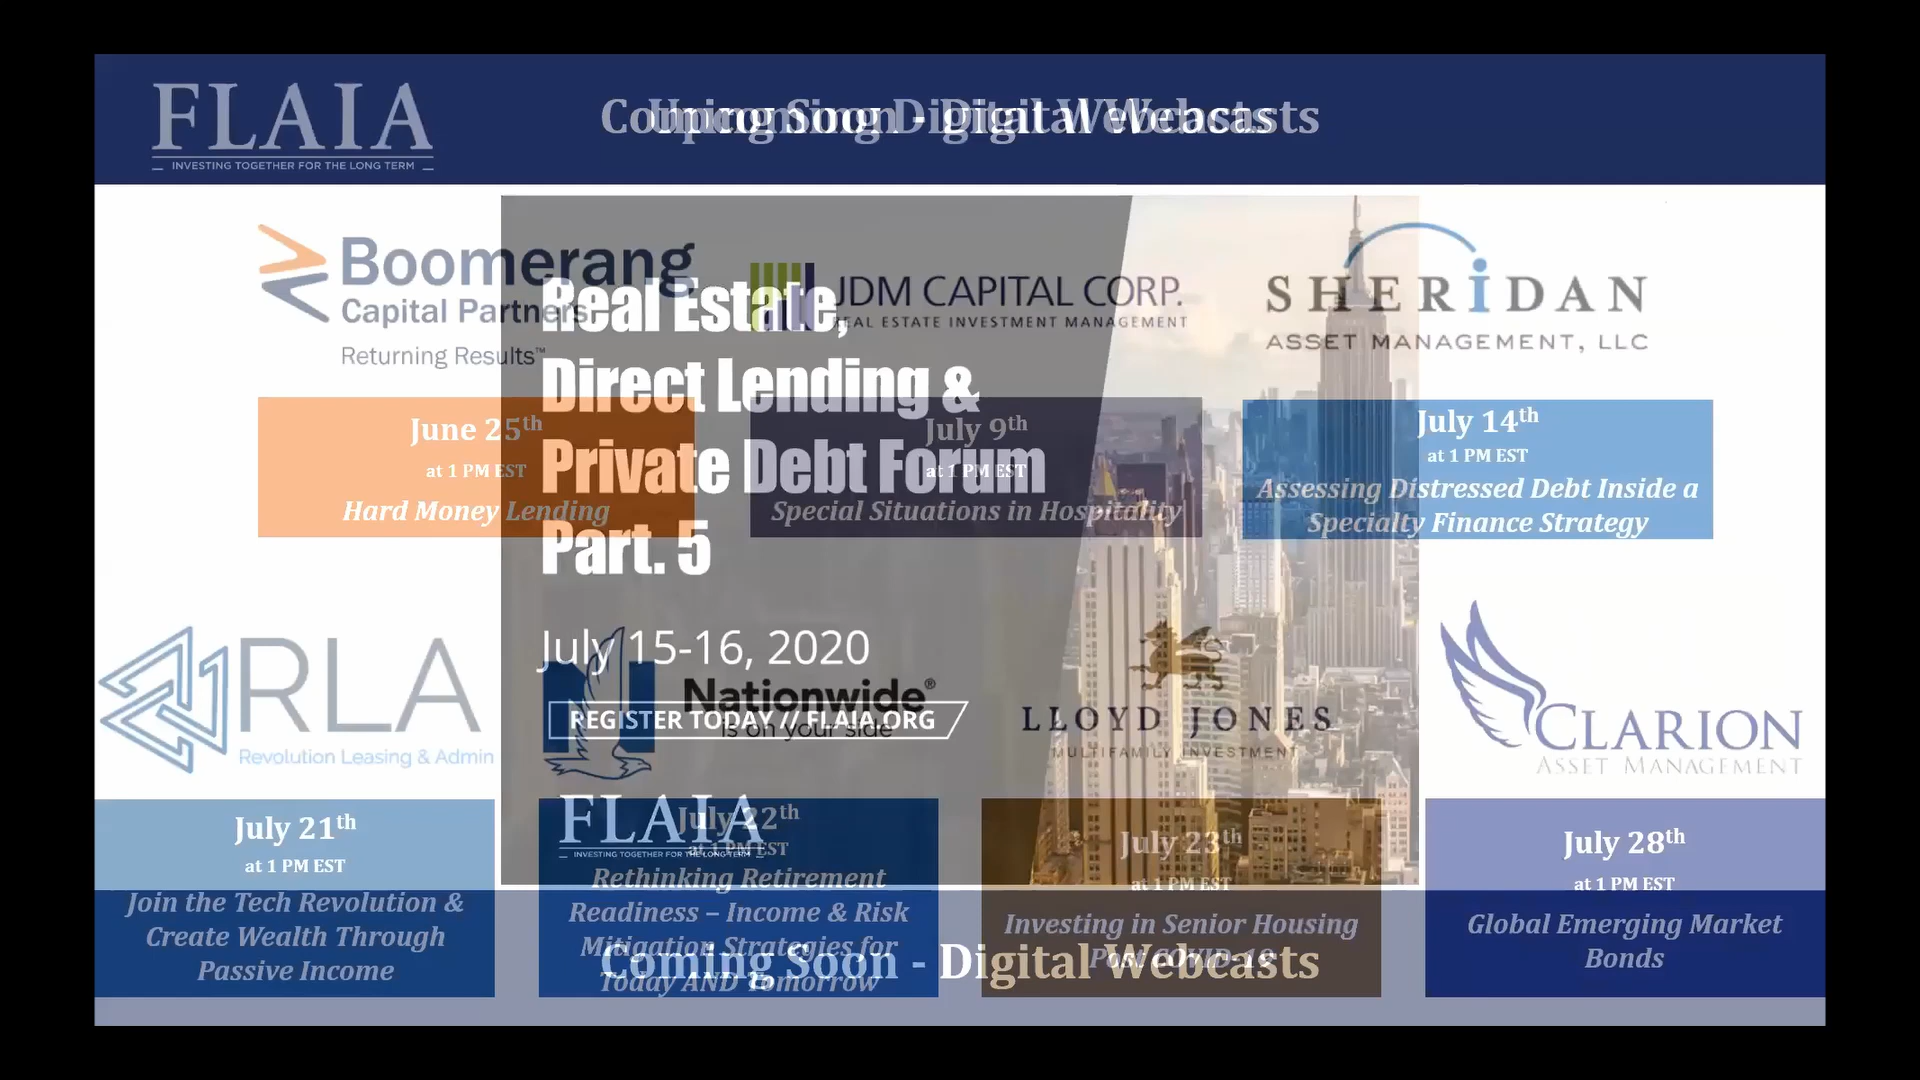 FLAIA
INVESTING TOGETHER FOR THE LONG TERM
Coming Soon - Digital Webcasts
Upcoming Digital Webcasts
Boomerang
Capital Partners
Returning Results™
JDM CAPITAL CORP.
REAL ESTATE INVESTMENT MANAGEMENT
SHERIDAN
ASSET MANAGEMENT, LLC
June 25th
at 1 PM EST
Hard Money Lending
July 9th
at 1 PM EST
Special Situations in Hospitality
July 14th
at 1 PM EST
Assessing Distressed Debt Inside a
Specialty Finance Strategy
Real Estate,
Direct Lending &
Private Debt Forum
Part. 5
July 15-16, 2020
REGISTER TODAY // FLAIA.ORG
FLAIA
INVESTING TOGETHER FOR THE LONG TERM
RLA
Revolution Leasing & Admin
Nationwide®
is on your side
LLOYD JONES
MULTIFAMILY INVESTMENT
CLARION
ASSET MANAGEMENT
July 21th
at 1 PM EST
Join the Tech Revolution &
Create Wealth Through
Passive Income
July 22th
at 1 PM EST
Rethinking Retirement
Readiness – Income & Risk
Mitigation Strategies for
Today AND Tomorrow
July 23th
at 1 PM EST
Investing in Senior Housing
Post COVID-19
July 28th
at 1 PM EST
Global Emerging Market
Bonds
Coming Soon - Digital Webcasts